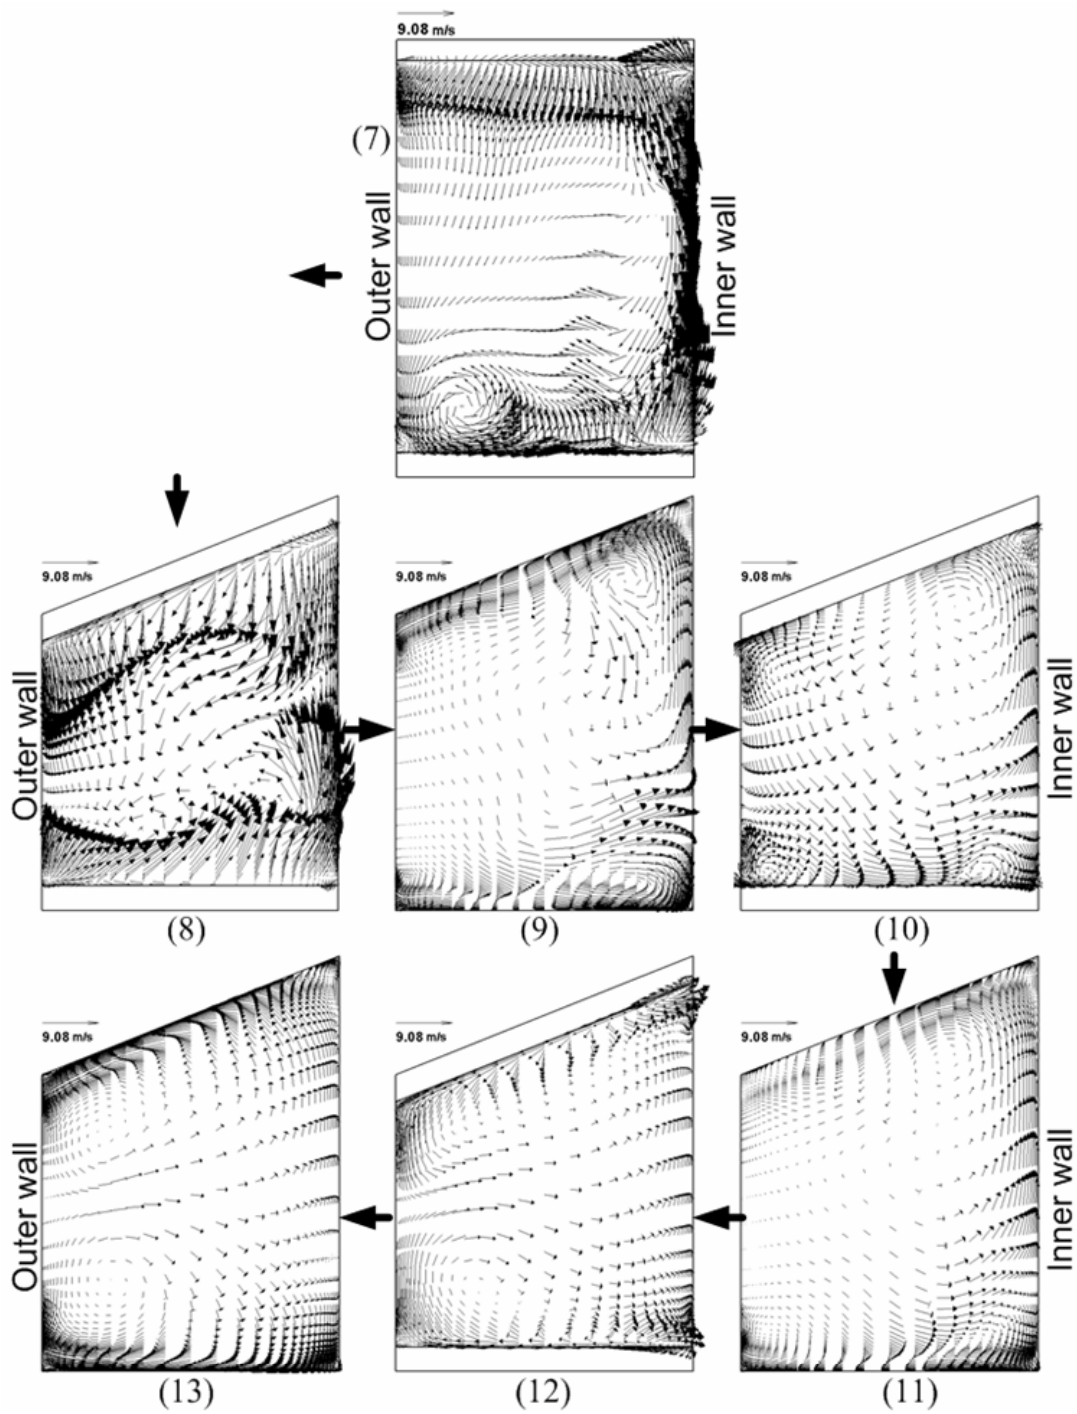 9.08 m/s
(7)
Outer wall
Inner wall
9.08 m/s
9.08 m/s
9.08 m/s
Outer wall
Inner wall
(8)
(9)
(10)
9.08 m/s
9.08 m/s
9.08 m/s
Outer wall
Inner wall
(13)
(12)
(11)